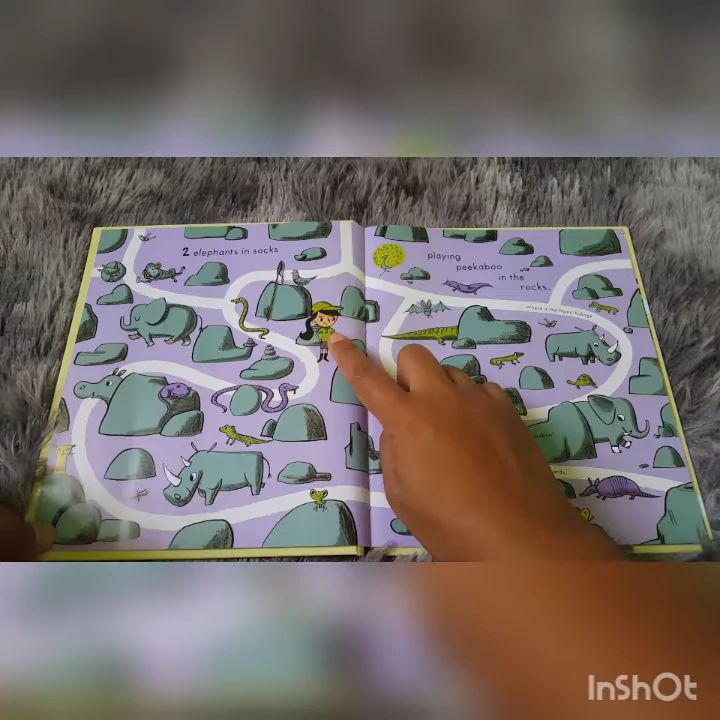 2 elephants in socks
playing
peekaboo
in the
rocks.
InShOt